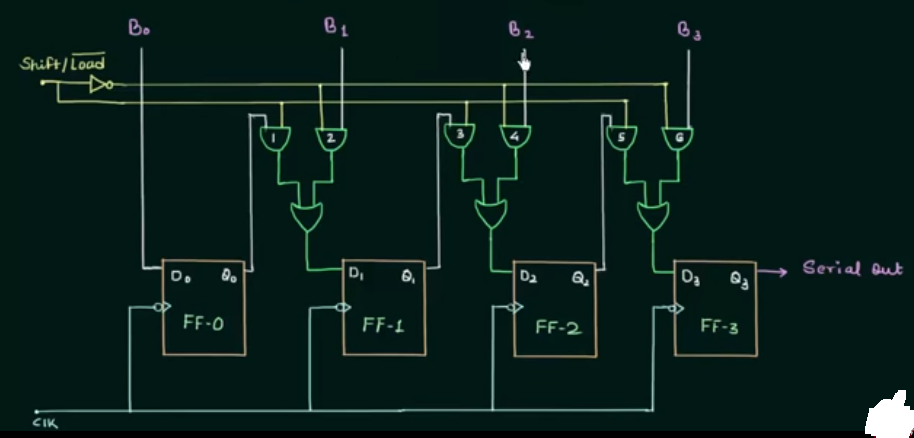 B₀ B₁ B₂ B₃
Shift/L̅o̅a̅d̅
1 2 3 4 5 6
D₀ Q₀ D₁ Q₁ D₂ Q₂ D₃ Q₃ Serial Out
FF-0 FF-1 FF-2 FF-3
Clk